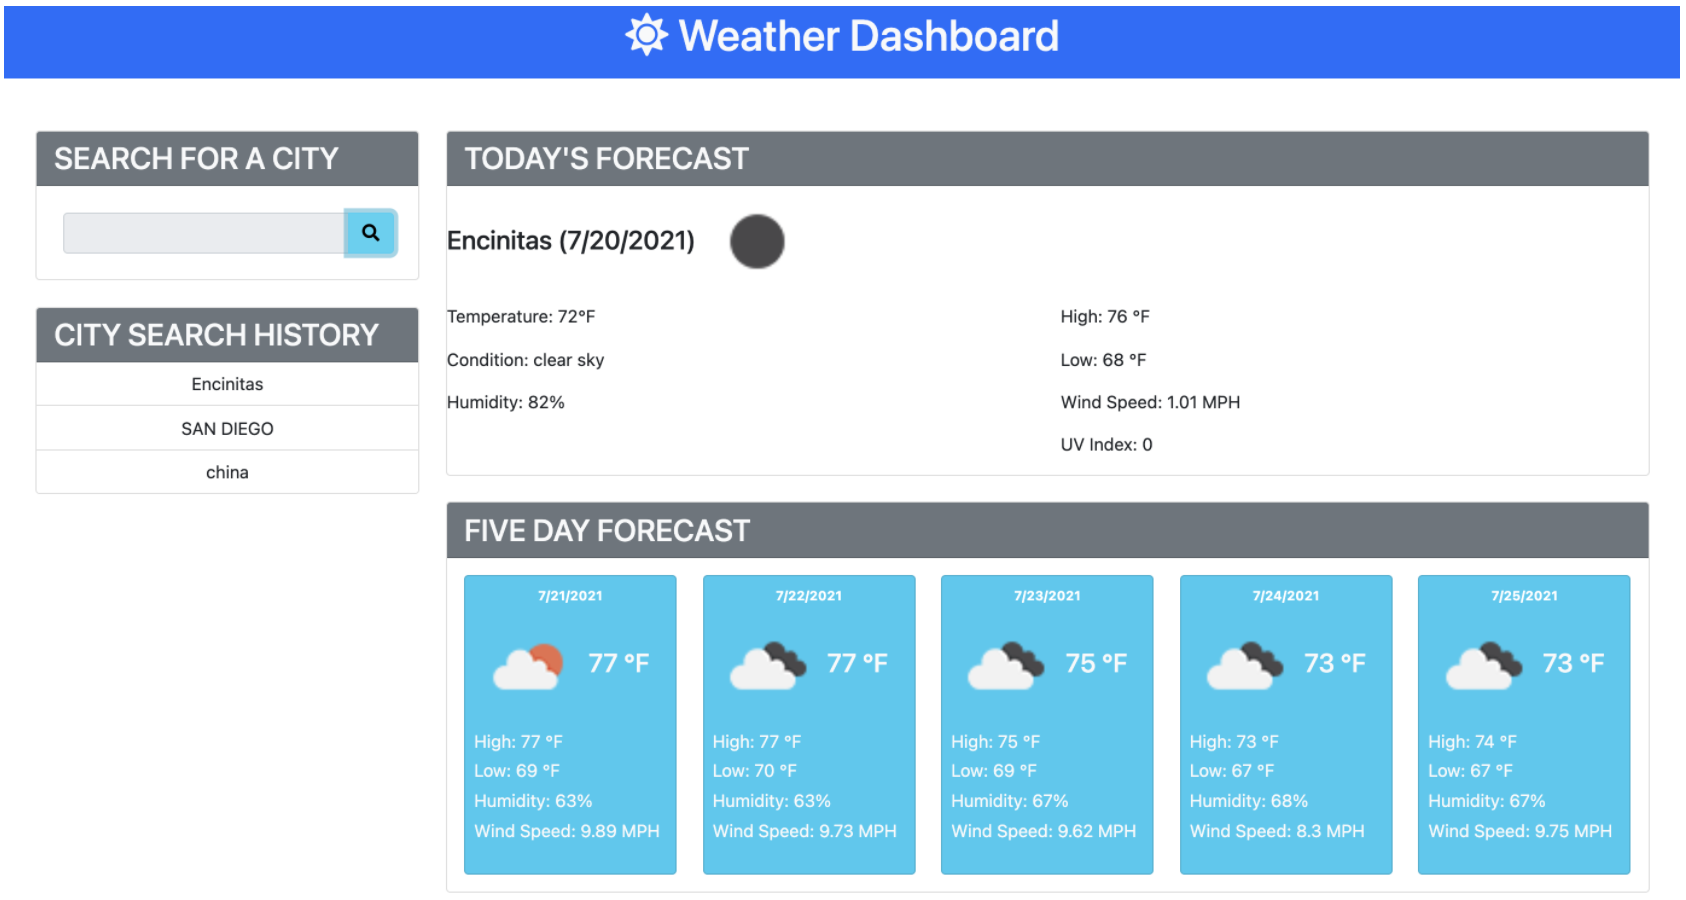 Weather Dashboard
SEARCH FOR A CITY
CITY SEARCH HISTORY
Encinitas
SAN DIEGO
china
TODAY'S FORECAST
Encinitas (7/20/2021)
Temperature: 72°F
Condition: clear sky
Humidity: 82%
High: 76 °F
Low: 68 °F
Wind Speed: 1.01 MPH
UV Index: 0
FIVE DAY FORECAST
7/21/2021
77 °F
High: 77 °F
Low: 69 °F
Humidity: 63%
Wind Speed: 9.89 MPH
7/22/2021
77 °F
High: 77 °F
Low: 70 °F
Humidity: 63%
Wind Speed: 9.73 MPH
7/23/2021
75 °F
High: 75 °F
Low: 69 °F
Humidity: 67%
Wind Speed: 9.62 MPH
7/24/2021
73 °F
High: 73 °F
Low: 67 °F
Humidity: 68%
Wind Speed: 8.3 MPH
7/25/2021
73 °F
High: 74 °F
Low: 67 °F
Humidity: 67%
Wind Speed: 9.75 MPH